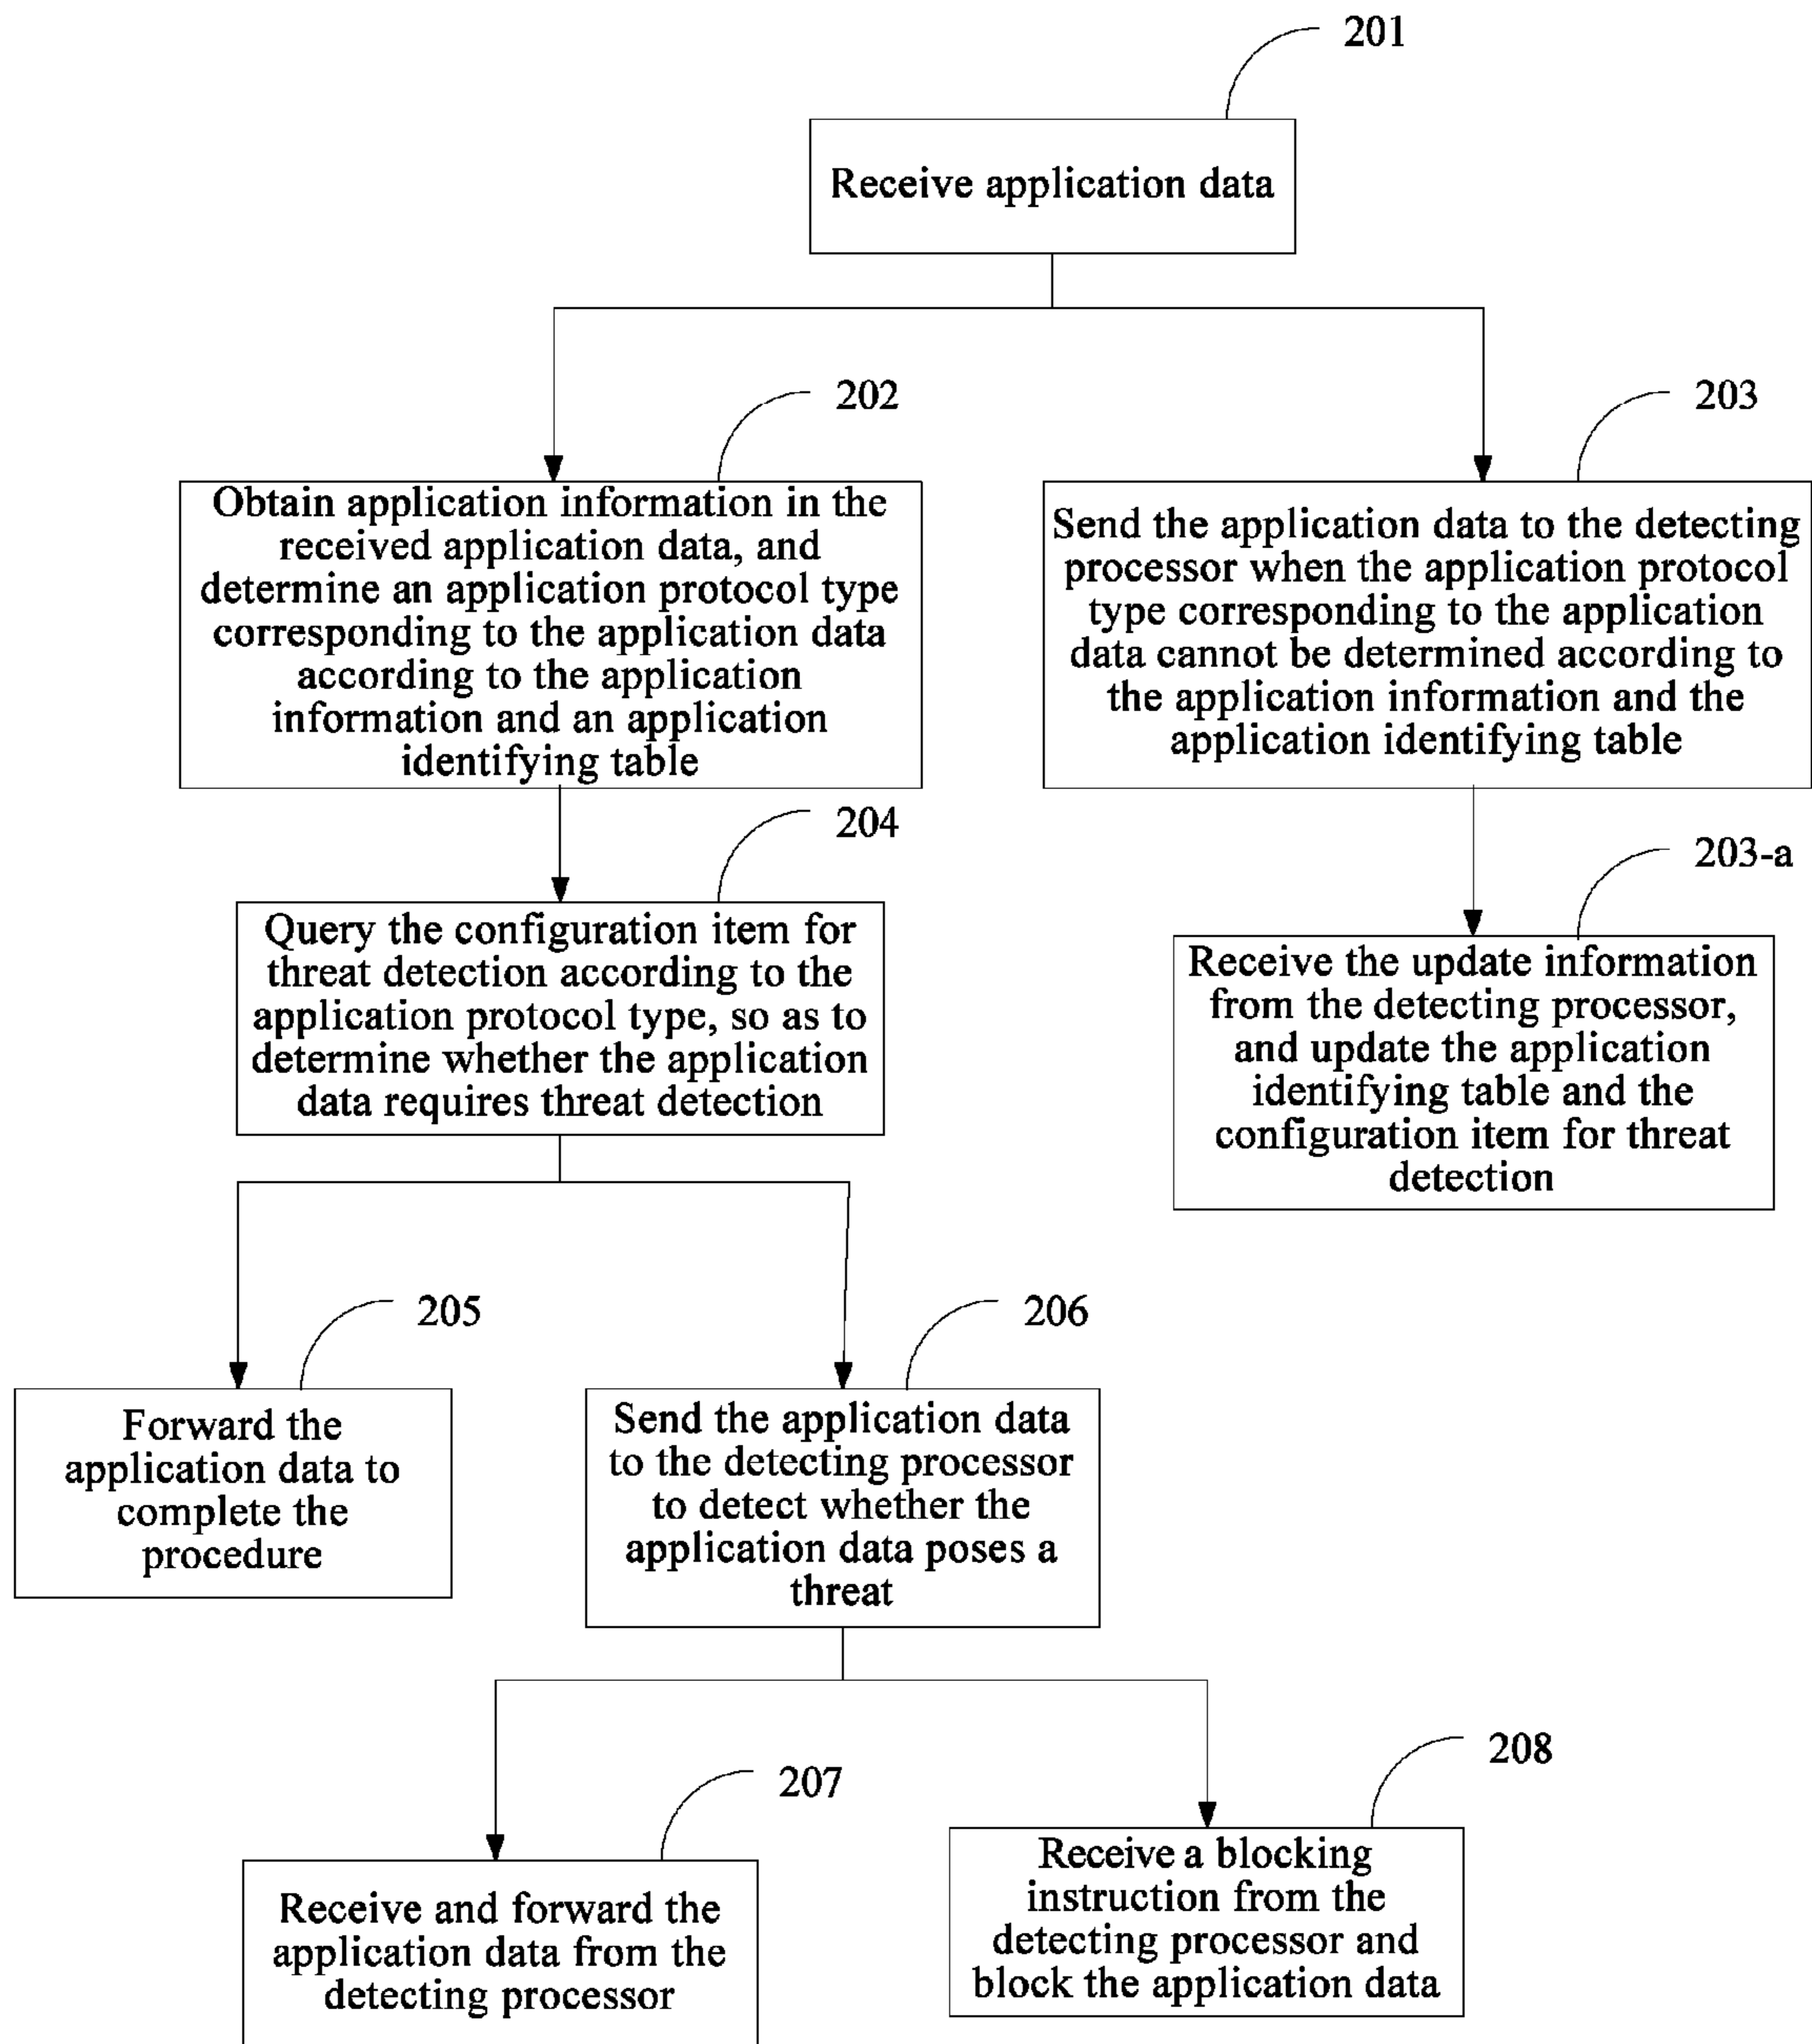 201
Receive application data
202
Obtain application information in the
received application data, and
determine an application protocol type
corresponding to the application data
according to the application
information and an application
identifying table
203
Send the application data to the detecting
processor when the application protocol
type corresponding to the application
data cannot be determined according to
the application information and the
application identifying table
204
Query the configuration item for
threat detection according to the
application protocol type, so as to
determine whether the application
data requires threat detection
203-a
Receive the update information
from the detecting processor,
and update the application
identifying table and the
configuration item for threat
detection
205
Forward the
application data to
complete the
procedure
206
Send the application data
to the detecting processor
to detect whether the
application data poses a
threat
207
Receive and forward the
application data from the
detecting processor
208
Receive a blocking
instruction from the
detecting processor and
block the application data